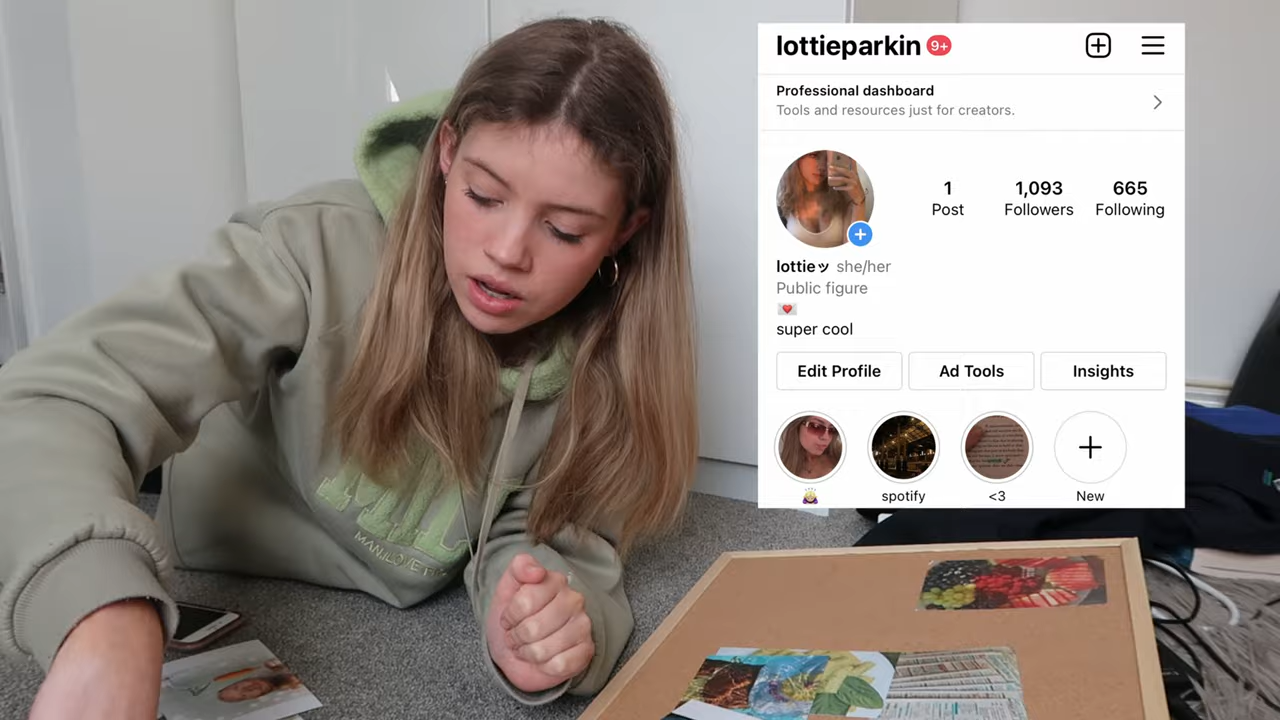 lottieparkin 9+
Professional dashboard
Tools and resources just for creators.
1 1,093 665
Post Followers Following
lottieッ she/her
Public figure
super cool
Edit Profile Ad Tools Insights
spotify <3 New